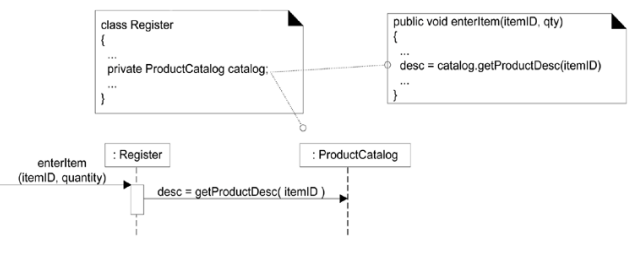 class Register
{
...
private ProductCatalog catalog;
...
}
public void enterItem(itemID, qty)
{
...
desc = catalog.getProductDesc(itemID)
...
}
: Register
: ProductCatalog
enterItem
(itemID, quantity)
desc = getProductDesc( itemID )